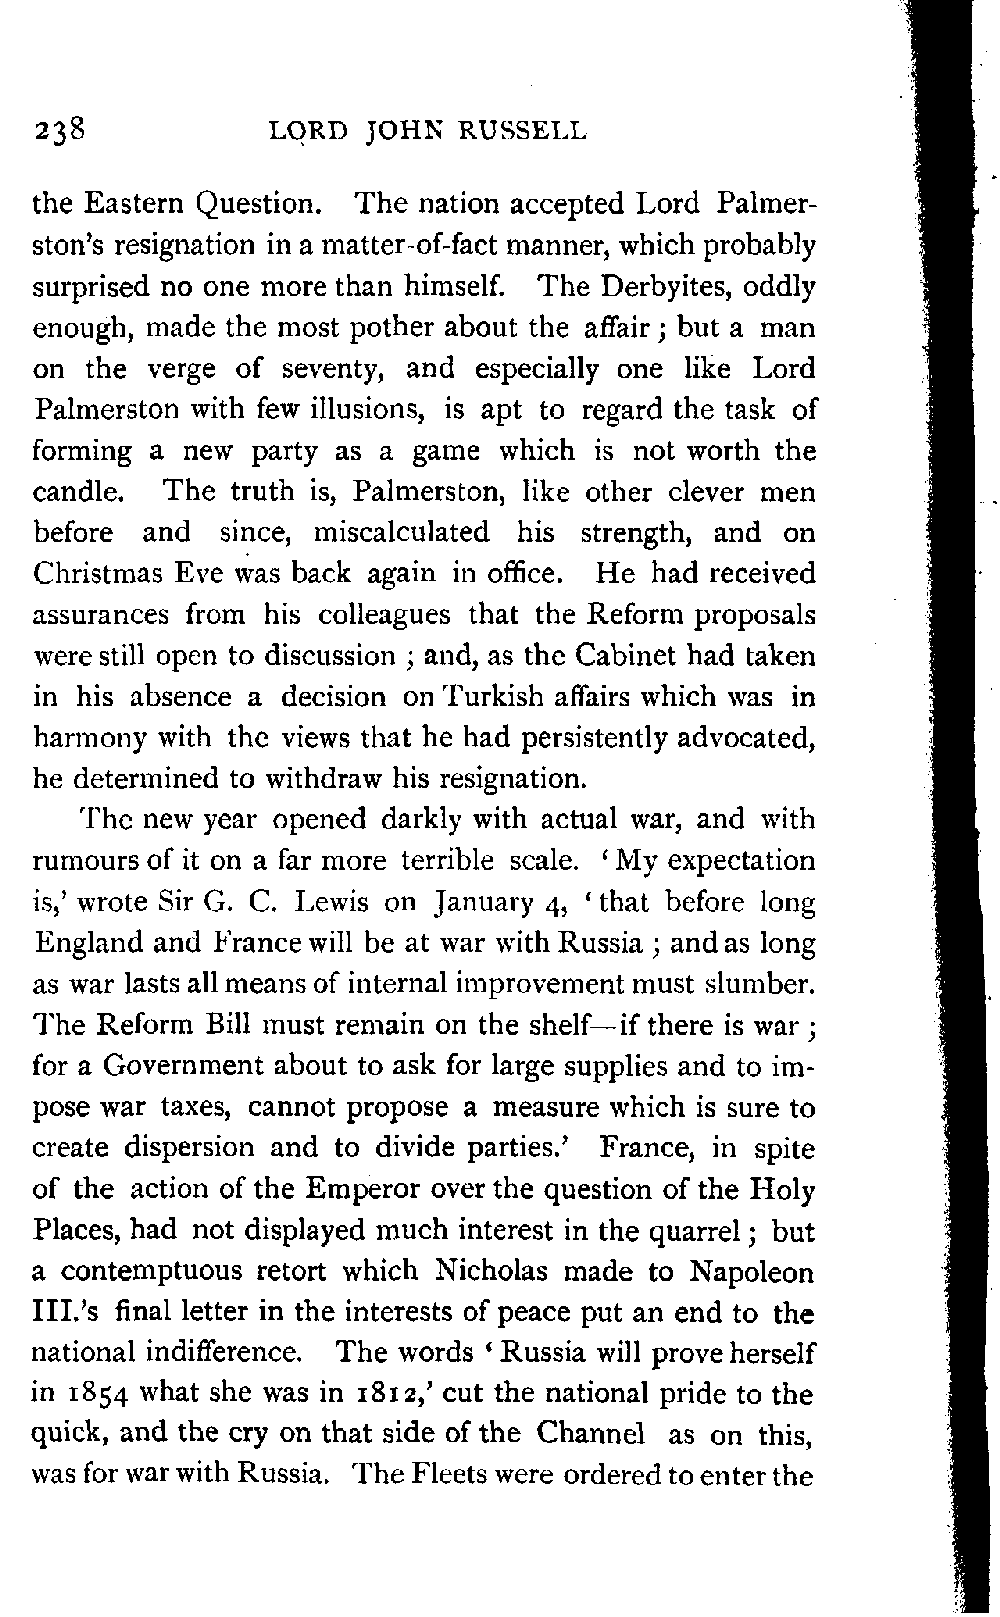 238 LORD JOHN RUSSELL
the Eastern Question. The nation accepted Lord Palmer-
ston's resignation in a matter-of-fact manner, which probably
surprised no one more than himself. The Derbyites, oddly
enough, made the most pother about the affair ; but a man
on the verge of seventy, and especially one like Lord
Palmerston with few illusions, is apt to regard the task of
forming a new party as a game which is not worth the
candle. The truth is, Palmerston, like other clever men
before and since, miscalculated his strength, and on
Christmas Eve was back again in office. He had received
assurances from his colleagues that the Reform proposals
were still open to discussion ; and, as the Cabinet had taken
in his absence a decision on Turkish affairs which was in
harmony with the views that he had persistently advocated,
he determined to withdraw his resignation.
The new year opened darkly with actual war, and with
rumours of it on a far more terrible scale. ‘ My expectation
is,’ wrote Sir G. C. Lewis on January 4, ‘ that before long
England and France will be at war with Russia ; and as long
as war lasts all means of internal improvement must slumber.
The Reform Bill must remain on the shelf—if there is war ;
for a Government about to ask for large supplies and to im-
pose war taxes, cannot propose a measure which is sure to
create dispersion and to divide parties.’ France, in spite
of the action of the Emperor over the question of the Holy
Places, had not displayed much interest in the quarrel ; but
a contemptuous retort which Nicholas made to Napoleon
III.'s final letter in the interests of peace put an end to the
national indifference. The words ‘ Russia will prove herself
in 1854 what she was in 1812,’ cut the national pride to the
quick, and the cry on that side of the Channel as on this,
was for war with Russia. The Fleets were ordered to enter the